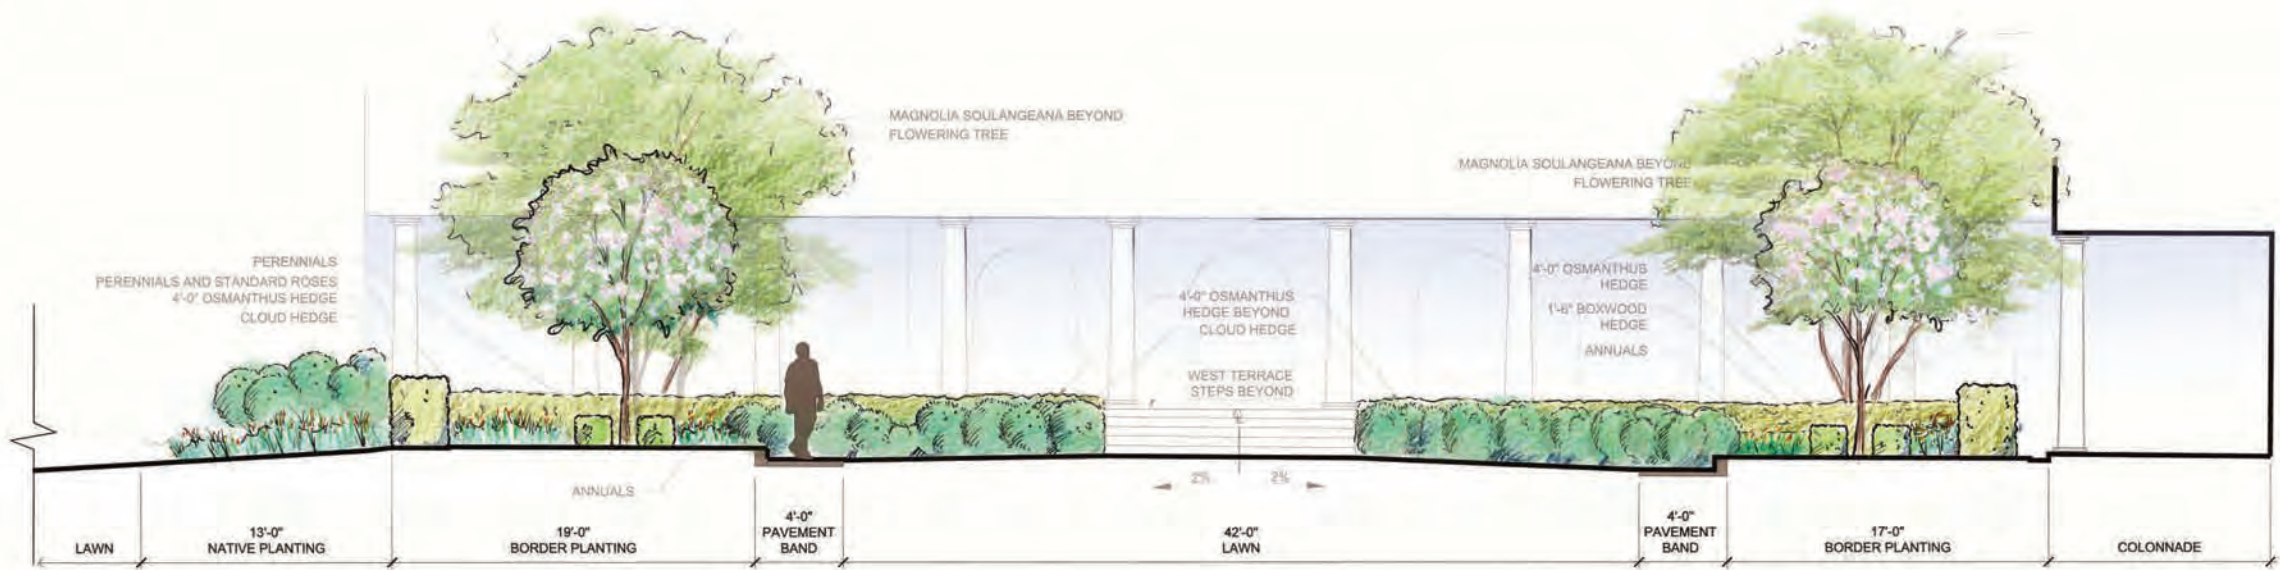 MAGNOLIA SOULANGEANA BEYOND
FLOWERING TREE
MAGNOLIA SOULANGEANA BEYOND
FLOWERING TREE
PERENNIALS
PERENNIALS AND STANDARD ROSES
4'-0" OSMANTHUS HEDGE
CLOUD HEDGE
4'-0" OSMANTHUS
HEDGE BEYOND
CLOUD HEDGE
WEST TERRACE
STEPS BEYOND
4'-0" OSMANTHUS
HEDGE
1'-6" BOXWOOD
HEDGE
ANNUALS
ANNUALS
2% 2%
LAWN
13'-0"
NATIVE PLANTING
19'-0"
BORDER PLANTING
4'-0"
PAVEMENT
BAND
42'-0"
LAWN
4'-0"
PAVEMENT
BAND
17'-0"
BORDER PLANTING
COLONNADE